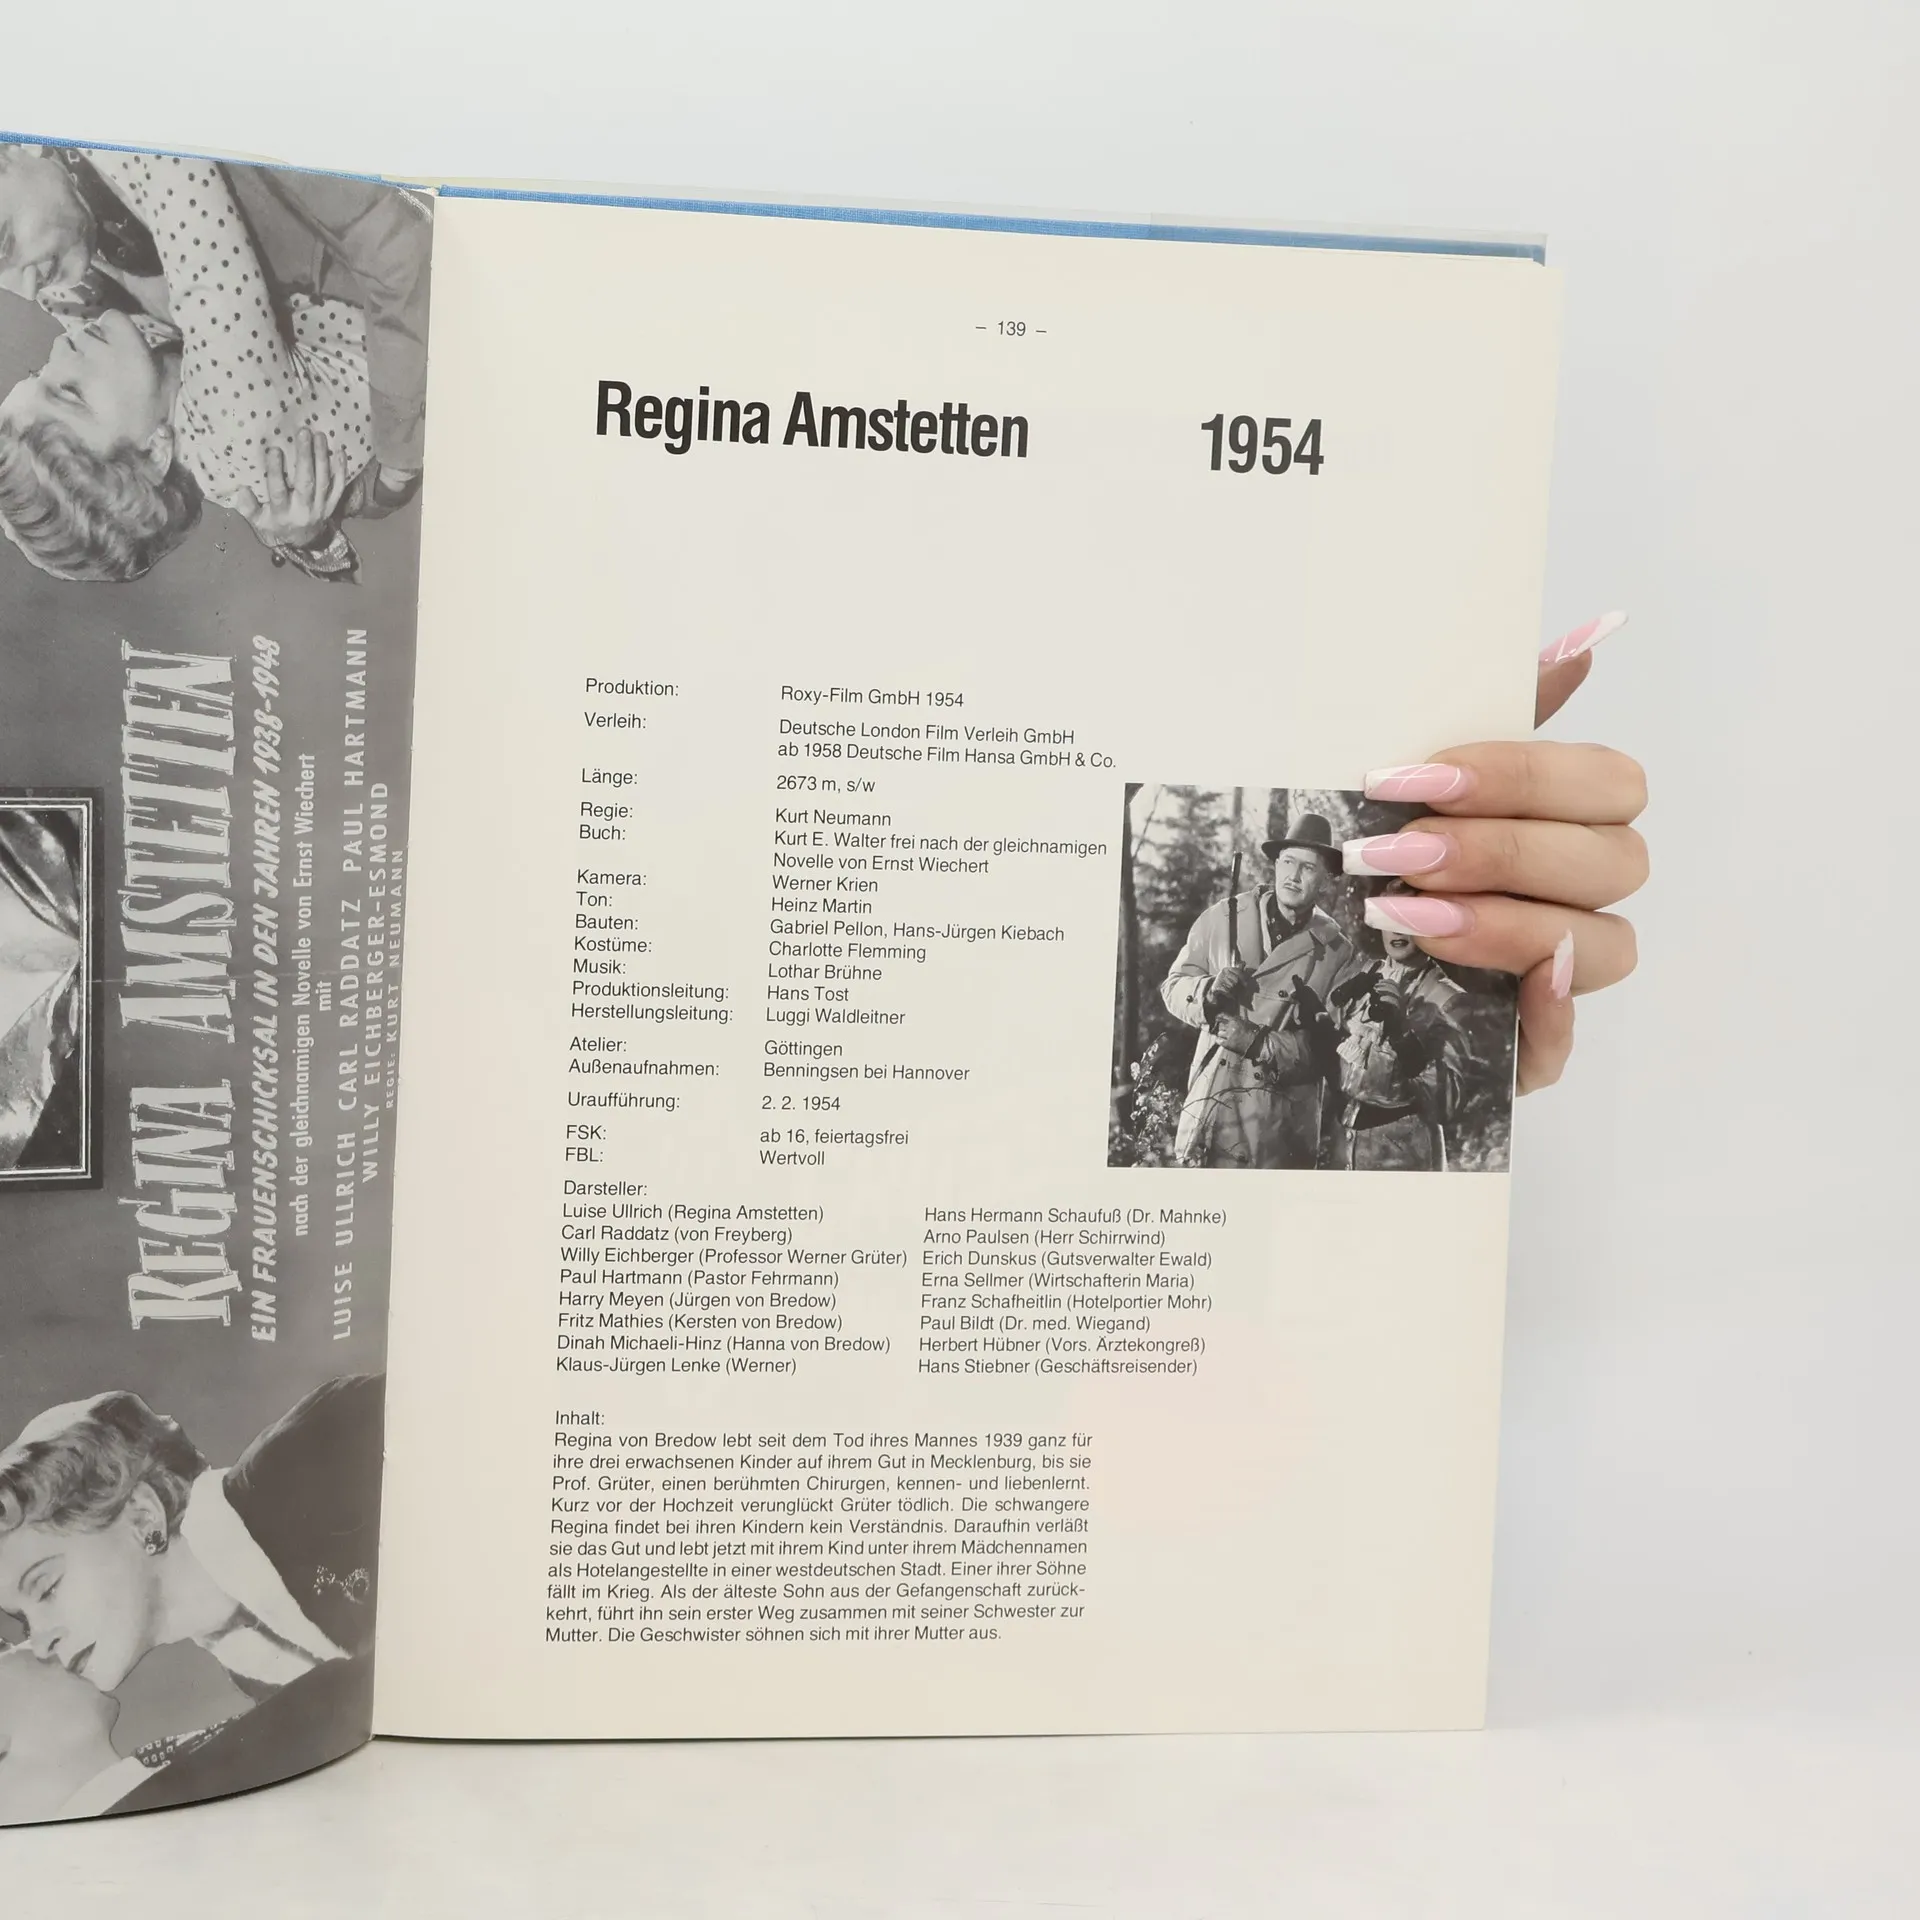 REGINA AMSTETTEN
EIN FRAUENSCHICKSAL IN DEN JAHREN 1938-1948
nach der gleichnamigen Novelle von Ernst Wiechert
mit
LUISE ULLRICH CARL RADDATZ PAUL HARTMANN
WILLY EICHBERGER-ESMOND
REGIE: KURT NEUMANN
– 139 –
Regina Amstetten 1954
Produktion: Roxy-Film GmbH 1954
Verleih: Deutsche London Film Verleih GmbH
ab 1958 Deutsche Film Hansa GmbH & Co.
Länge: 2673 m, s/w
Regie: Kurt Neumann
Buch: Kurt E. Walter frei nach der gleichnamigen
Novelle von Ernst Wiechert
Kamera: Werner Krien
Ton: Heinz Martin
Bauten: Gabriel Pellon, Hans-Jürgen Kiebach
Kostüme: Charlotte Flemming
Musik: Lothar Brühne
Produktionsleitung: Hans Tost
Herstellungsleitung: Luggi Waldleitner
Atelier: Göttingen
Außenaufnahmen: Benningsen bei Hannover
Uraufführung: 2. 2. 1954
FSK: ab 16, feiertagsfrei
FBL: Wertvoll
Darsteller:
Luise Ullrich (Regina Amstetten) Hans Hermann Schaufuß (Dr. Mahnke)
Carl Raddatz (von Freyberg) Arno Paulsen (Herr Schirrwind)
Willy Eichberger (Professor Werner Grüter) Erich Dunskus (Gutsverwalter Ewald)
Paul Hartmann (Pastor Fehrmann) Erna Sellmer (Wirtschafterin Maria)
Harry Meyen (Jürgen von Bredow) Franz Schafheitlin (Hotelportier Mohr)
Fritz Mathies (Kersten von Bredow) Paul Bildt (Dr. med. Wiegand)
Dinah Michaeli-Hinz (Hanna von Bredow) Herbert Hübner (Vors. Ärztekongreß)
Klaus-Jürgen Lenke (Werner) Hans Stiebner (Geschäftsreisender)
Inhalt:
Regina von Bredow lebt seit dem Tod ihres Mannes 1939 ganz für
ihre drei erwachsenen Kinder auf ihrem Gut in Mecklenburg, bis sie
Prof. Grüter, einen berühmten Chirurgen, kennen- und liebenlernt.
Kurz vor der Hochzeit verunglückt Grüter tödlich. Die schwangere
Regina findet bei ihren Kindern kein Verständnis. Daraufhin verläßt
sie das Gut und lebt jetzt mit ihrem Kind unter ihrem Mädchennamen
als Hotelangestellte in einer westdeutschen Stadt. Einer ihrer Söhne
fällt im Krieg. Als der älteste Sohn aus der Gefangenschaft zurück-
kehrt, führt ihn sein erster Weg zusammen mit seiner Schwester zur
Mutter. Die Geschwister söhnen sich mit ihrer Mutter aus.